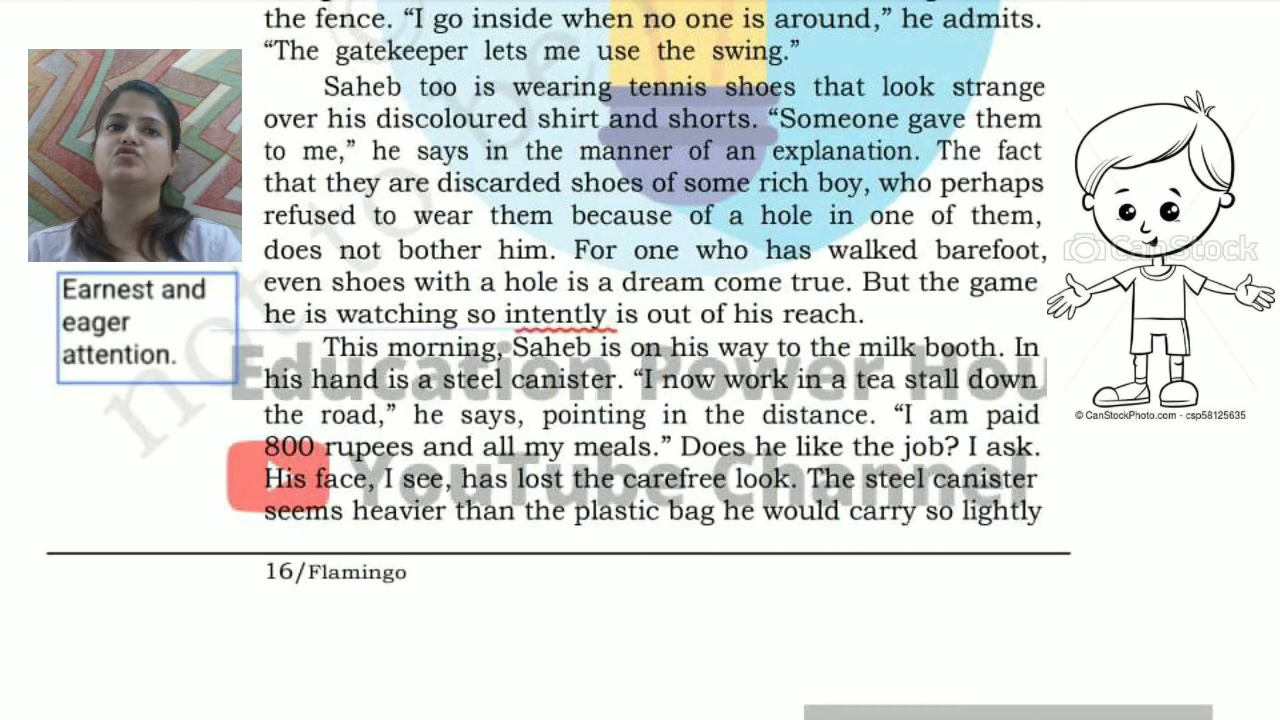 the fence. “I go inside when no one is around,” he admits.
“The gatekeeper lets me use the swing.”
Saheb too is wearing tennis shoes that look strange
over his discoloured shirt and shorts. “Someone gave them
to me,” he says in the manner of an explanation. The fact
that they are discarded shoes of some rich boy, who perhaps
refused to wear them because of a hole in one of them,
does not bother him. For one who has walked barefoot,
even shoes with a hole is a dream come true. But the game
he is watching so intently is out of his reach.
This morning, Saheb is on his way to the milk booth. In
his hand is a steel canister. “I now work in a tea stall down
the road,” he says, pointing in the distance. “I am paid
800 rupees and all my meals.” Does he like the job? I ask.
His face, I see, has lost the carefree look. The steel canister
seems heavier than the plastic bag he would carry so lightly
16/Flamingo
Earnest and
eager
attention.
Education Power Hou
YouTube Channel
not to be
CanStock
© CanStockPhoto.com - csp58125635